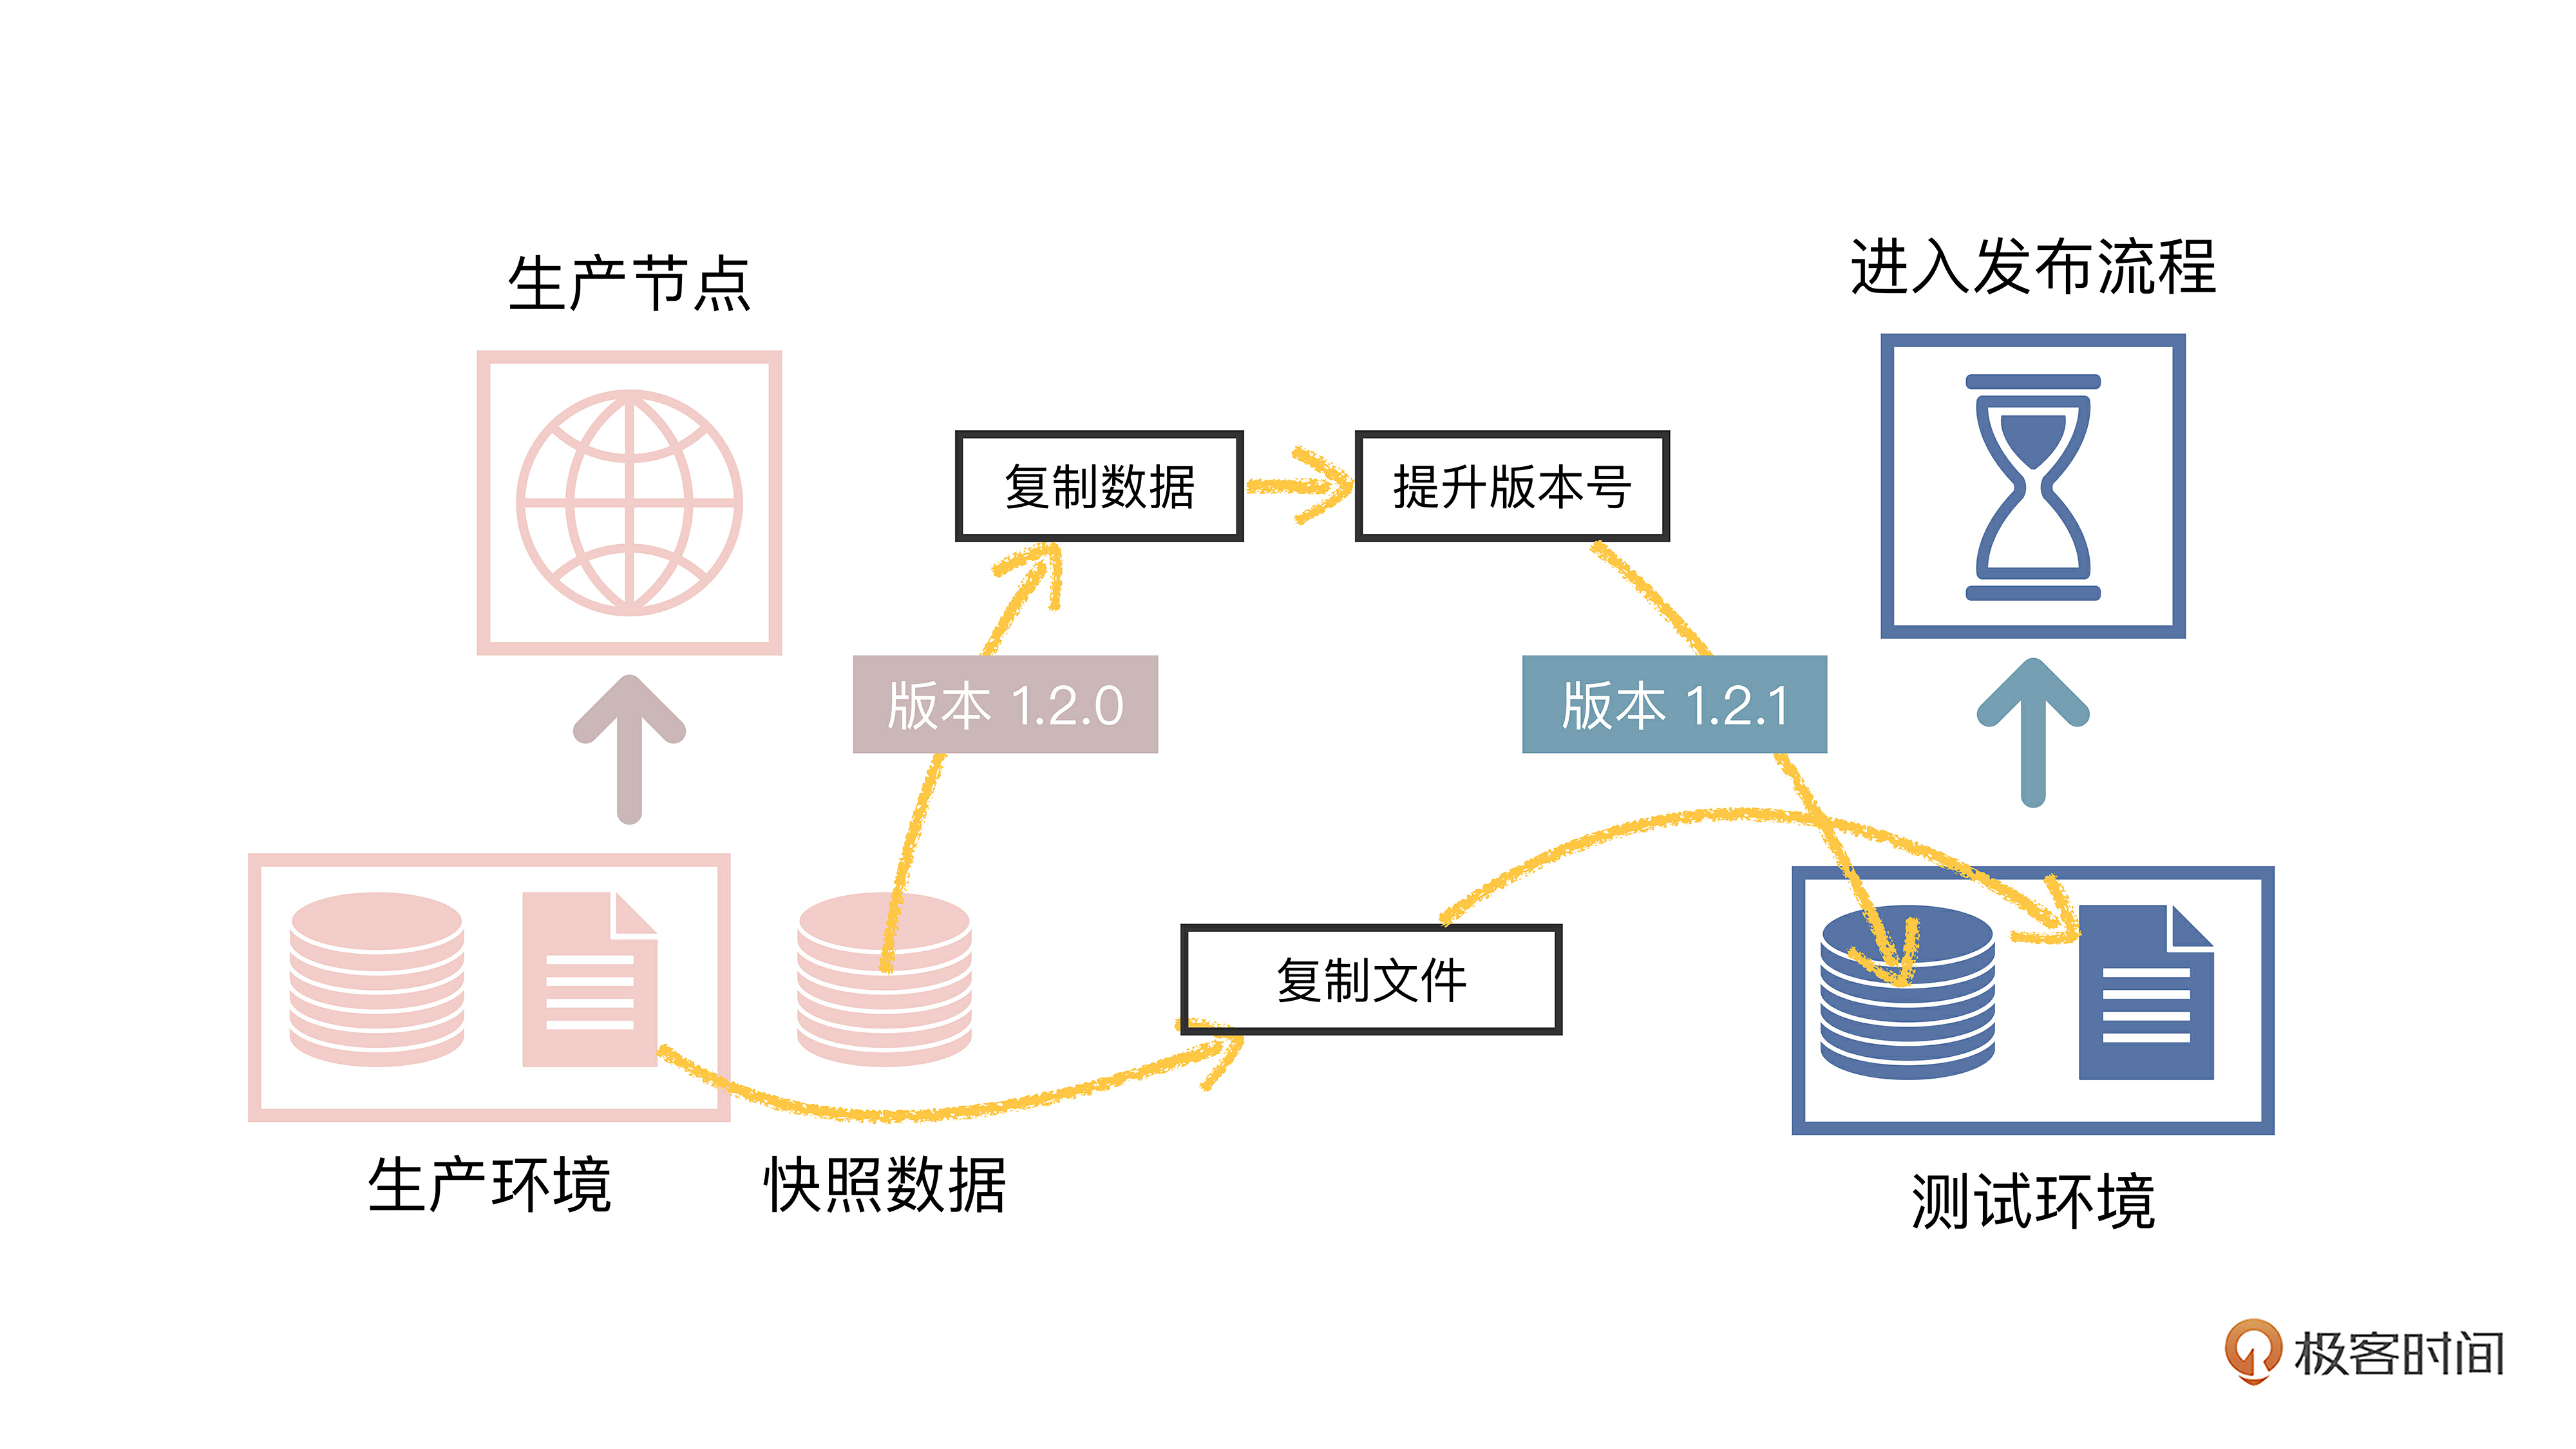 生产节点
进入发布流程
复制数据
提升版本号
版本 1.2.0
版本 1.2.1
复制文件
生产环境
快照数据
测试环境
极客时间